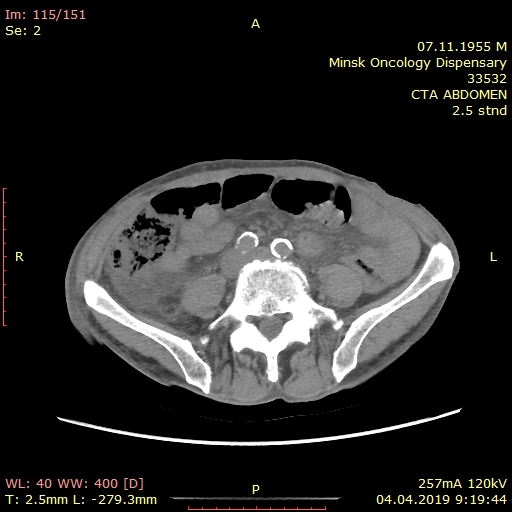 Im: 115/151
Se: 2
A
07.11.1955 M
Minsk Oncology Dispensary
33532
CTA ABDOMEN
2.5 stnd
R
L
WL: 40 WW: 400 [D]
T: 2.5mm L: -279.3mm
P
257mA 120kV
04.04.2019 9:19:44